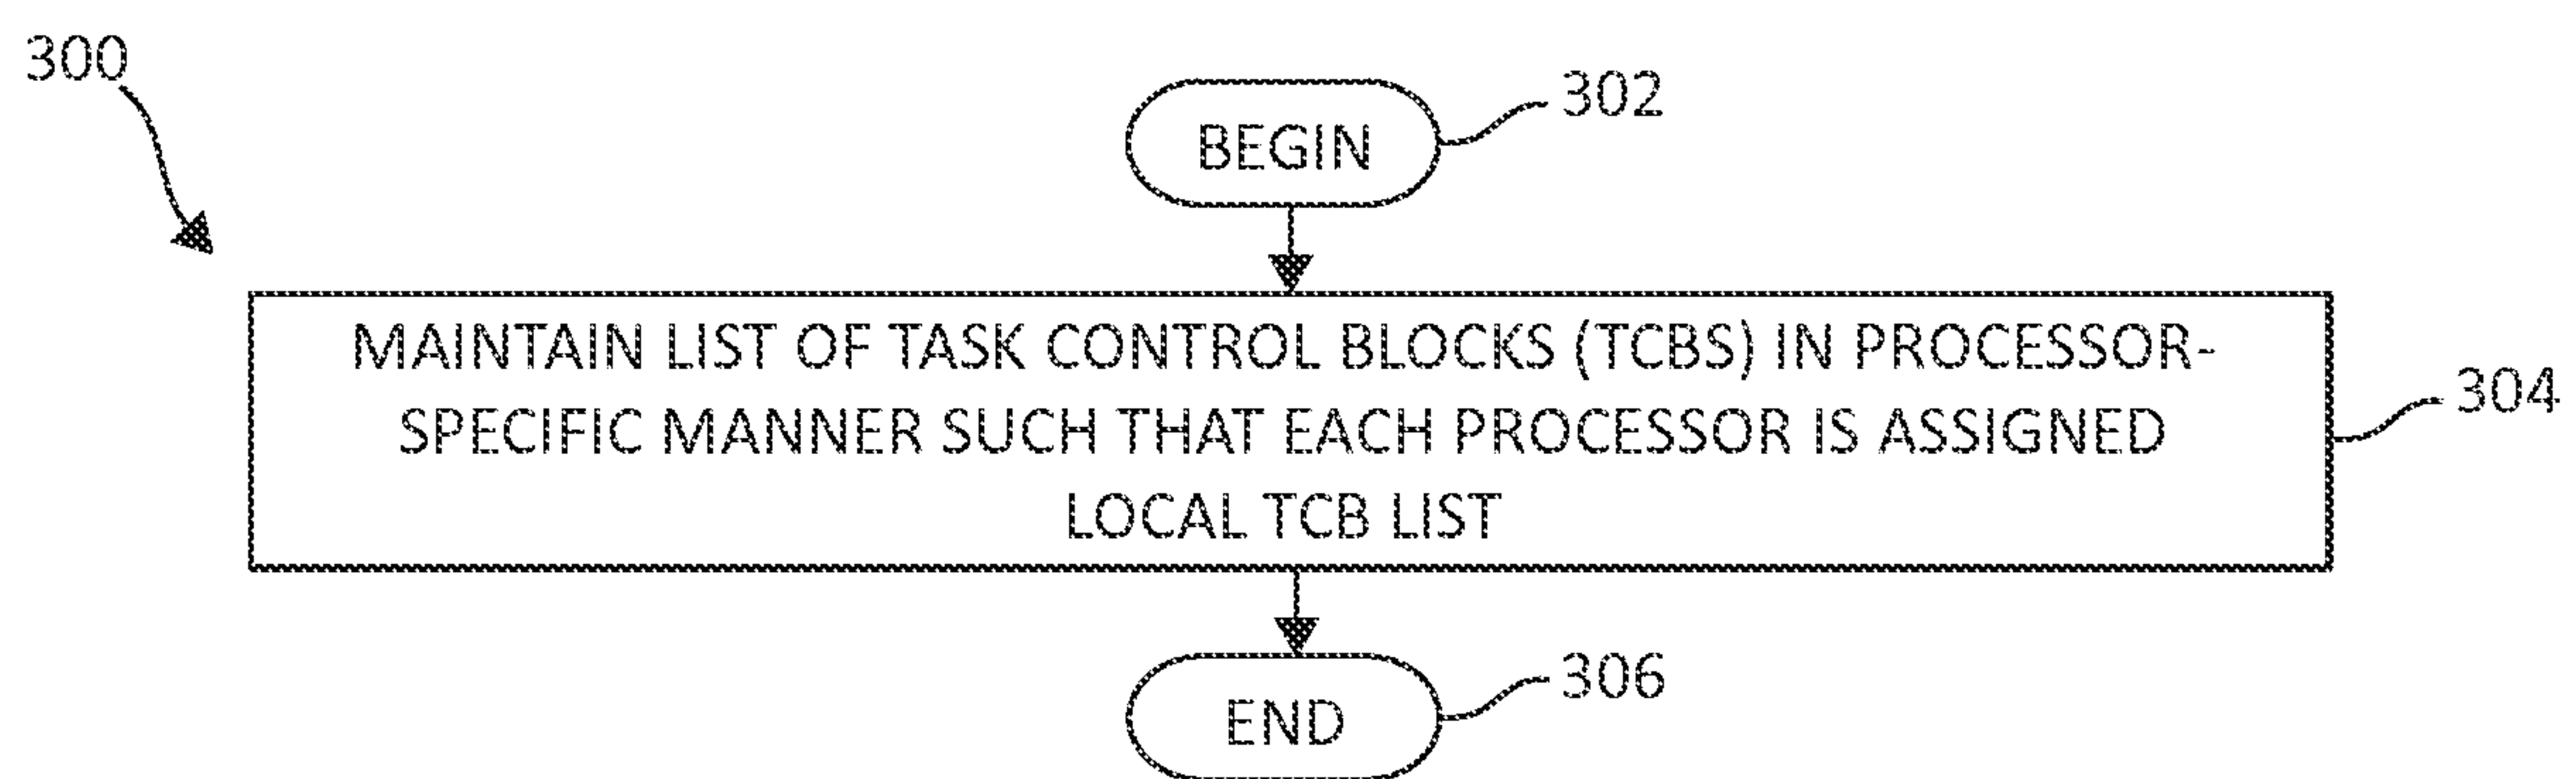 300
302
BEGIN
MAINTAIN LIST OF TASK CONTROL BLOCKS (TCBS) IN PROCESSOR-
SPECIFIC MANNER SUCH THAT EACH PROCESSOR IS ASSIGNED
LOCAL TCB LIST
304
306
END